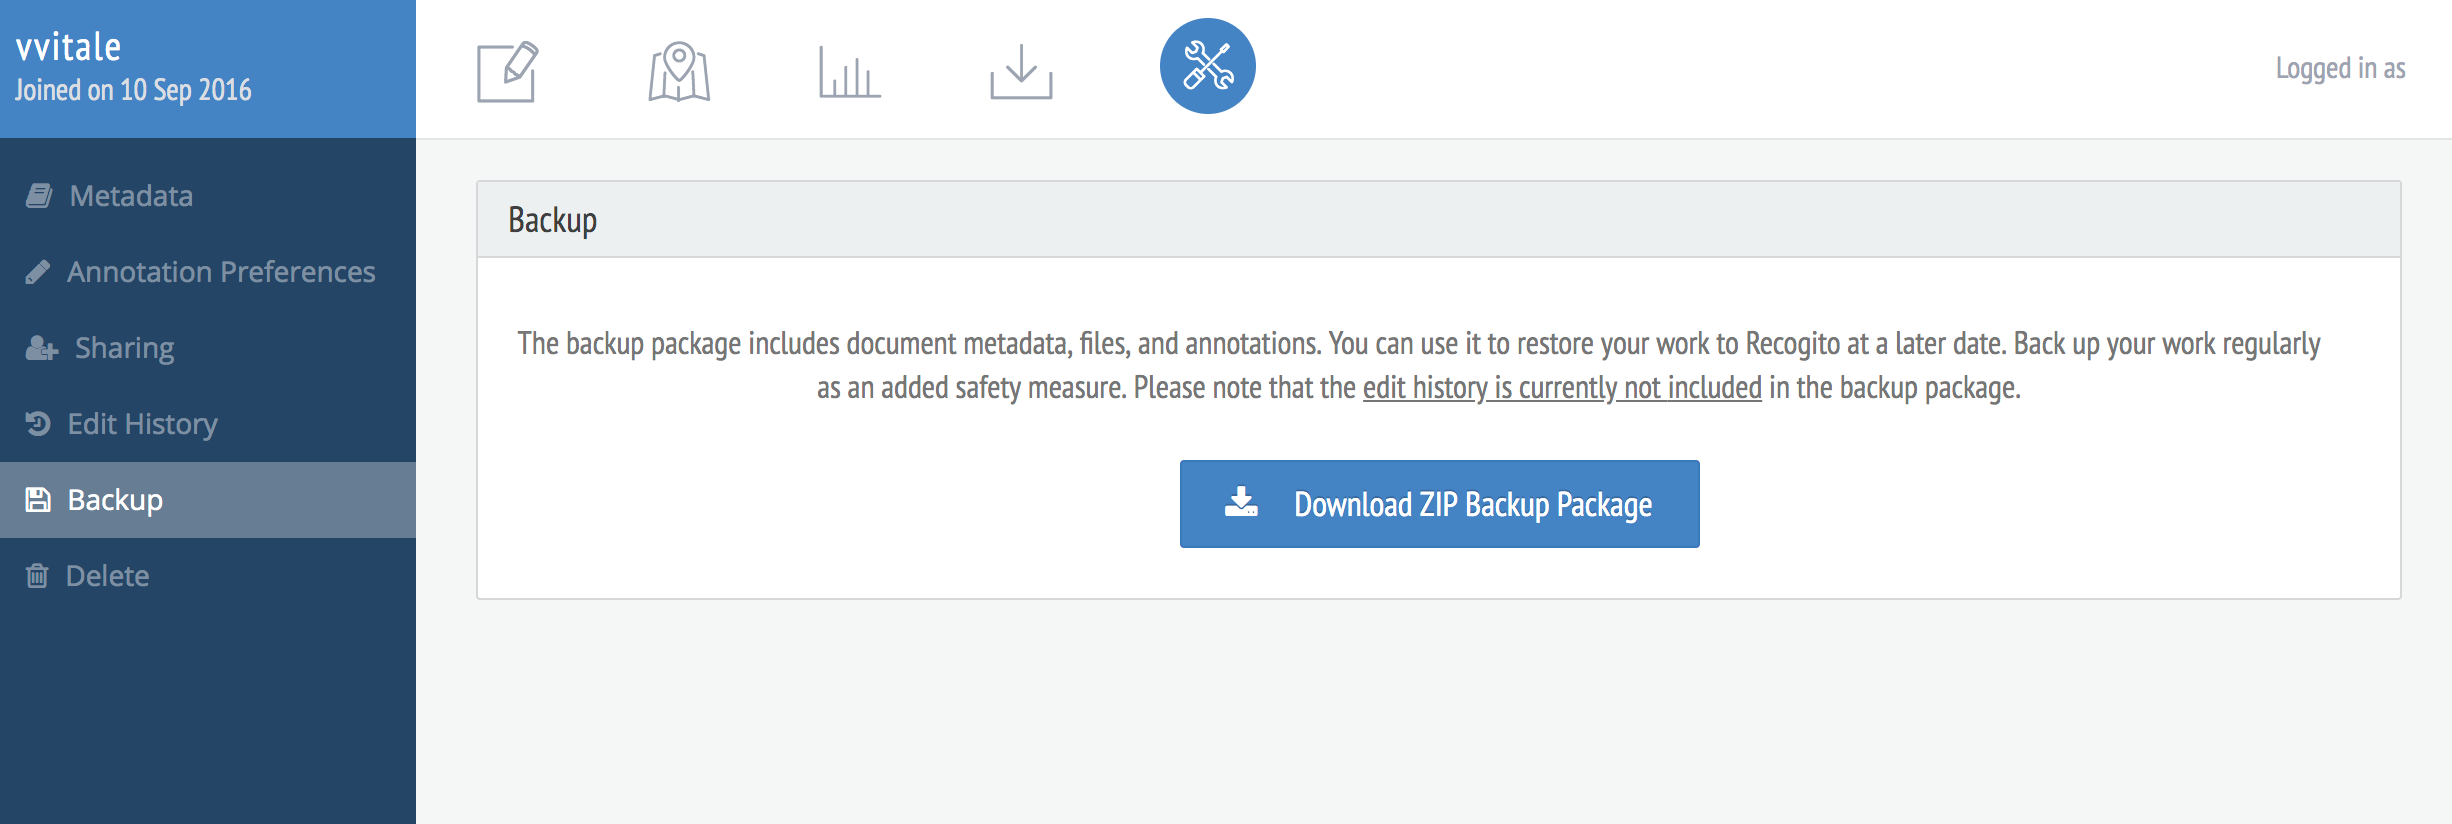 vvitale
Joined on 10 Sep 2016
Logged in as
Metadata
Annotation Preferences
Sharing
Edit History
Backup
Delete
Backup
The backup package includes document metadata, files, and annotations. You can use it to restore your work to Recogito at a later date. Back up your work regularly
as an added safety measure. Please note that the edit history is currently not included in the backup package.
Download ZIP Backup Package